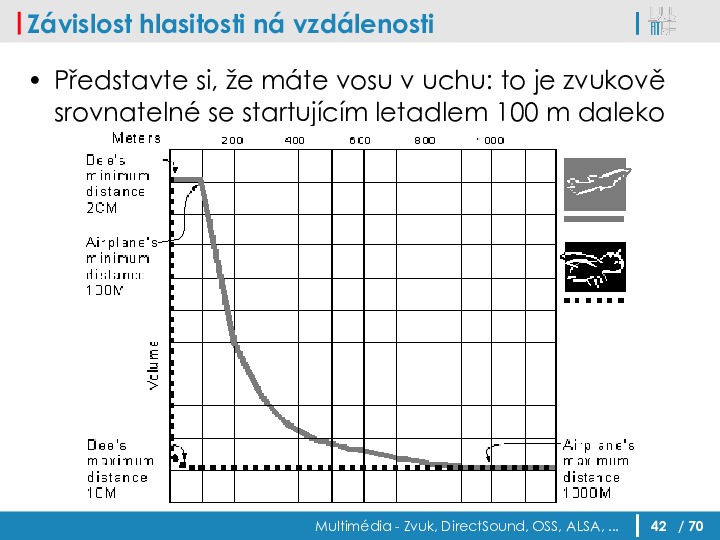 Závislost hlasitosti ná vzdálenosti
• Představte si, že máte vosu v uchu: to je zvukově
srovnatelné se startujícím letadlem 100 m daleko
Meters 200 400 600 800 1000
Bee's
minimum
distance
2CM
Airplane's
minimum
distance
100M
Volume
Bee's
maximum
distance
10M
Airplane's
maximum
distance
1000M
Multimédia - Zvuk, DirectSound, OSS, ALSA, ...
42 / 70